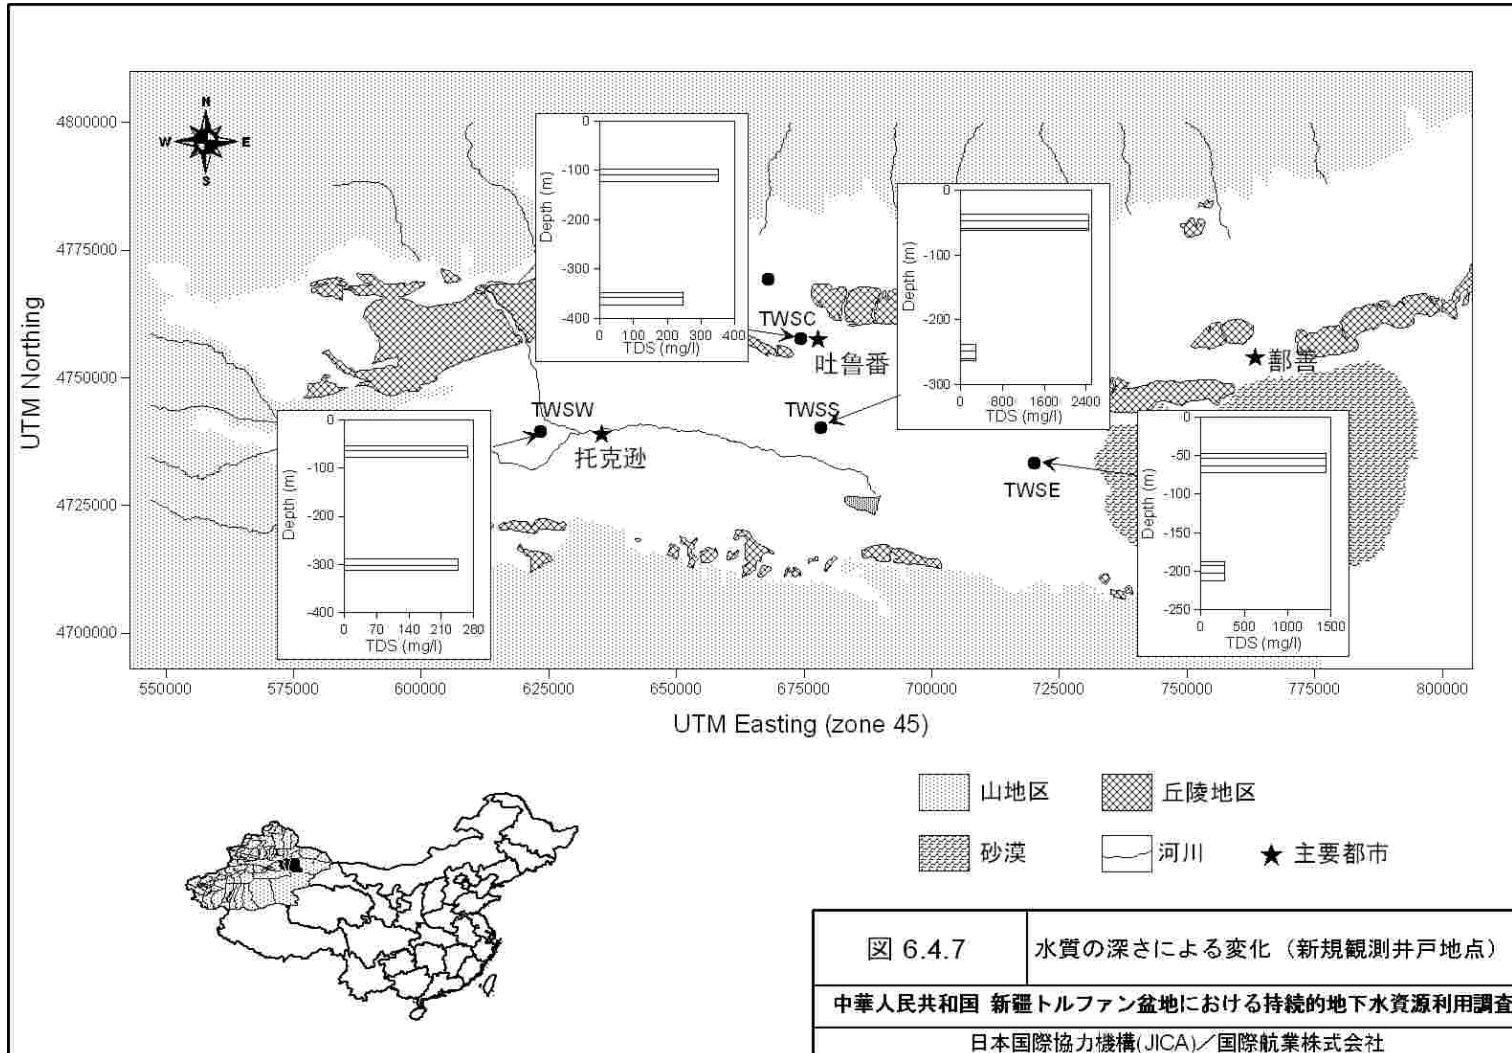 N
W E
S
UTM Northing
4800000
4775000
4750000
4725000
4700000
550000 575000 600000 625000 650000 675000 700000 725000 750000 775000 800000
UTM Easting (zone 45)
Depth (m)
0
-100
-200
-300
-400
0 100 200 300 400
TDS (mg/l)
Depth (m)
0
-100
-200
-300
0 800 1600 2400
TDS (mg/l)
Depth (m)
0
-100
-200
-300
-400
0 70 140 210 280
TDS (mg/l)
Depth (m)
0
-50
-100
-150
-200
-250
0 500 1000 1500
TDS (mg/l)
TWSC
吐鲁番
鄯善
TWSW
托克逊
TWSS
TWSE
山地区
丘陵地区
砂漠
河川
主要都市
図 6.4.7
水質の深さによる変化（新規観測井戸地点）
中華人民共和国 新疆トルファン盆地における持続的地下水資源利用調査
日本国際協力機構(JICA)／国際航業株式会社